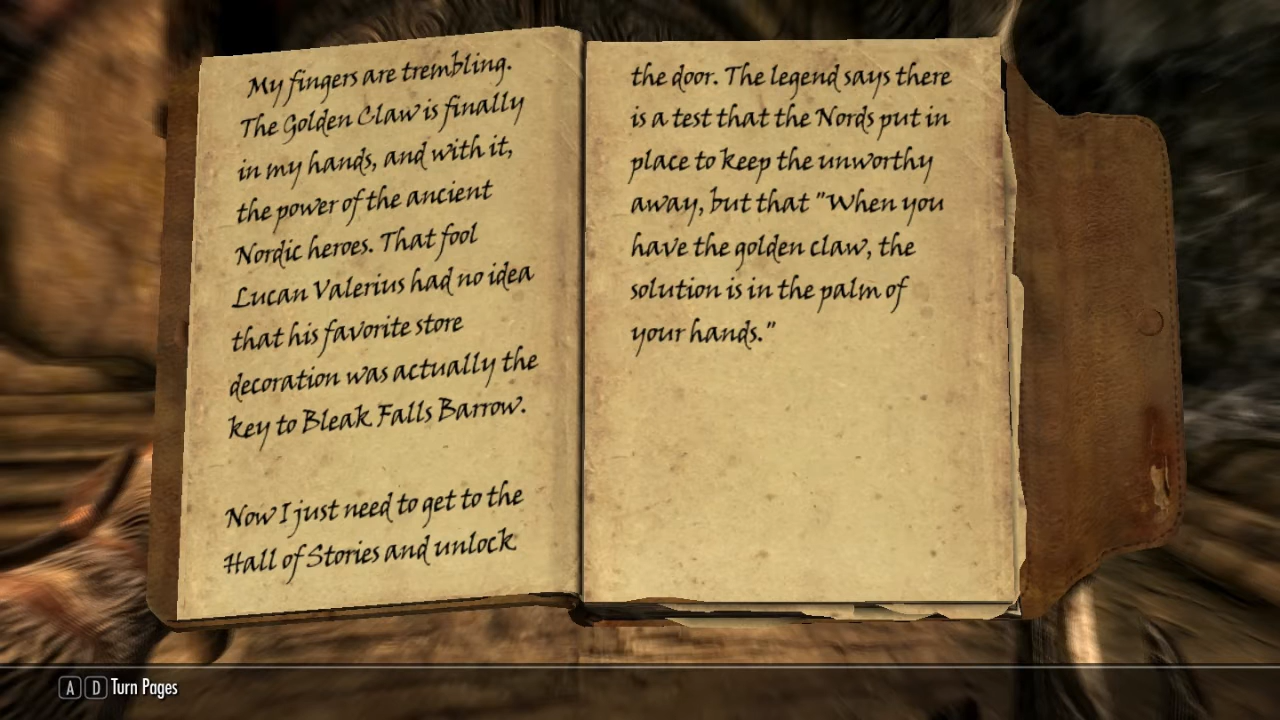 My fingers are trembling.
The Golden Claw is finally
in my hands, and with it,
the power of the ancient
Nordic heroes. That fool
Lucan Valerius had no idea
that his favorite store
decoration was actually the
key to Bleak Falls Barrow.
Now I just need to get to the
Hall of Stories and unlock
the door. The legend says there
is a test that the Nords put in
place to keep the unworthy
away, but that "When you
have the golden claw, the
solution is in the palm of
your hands."
A D Turn Pages